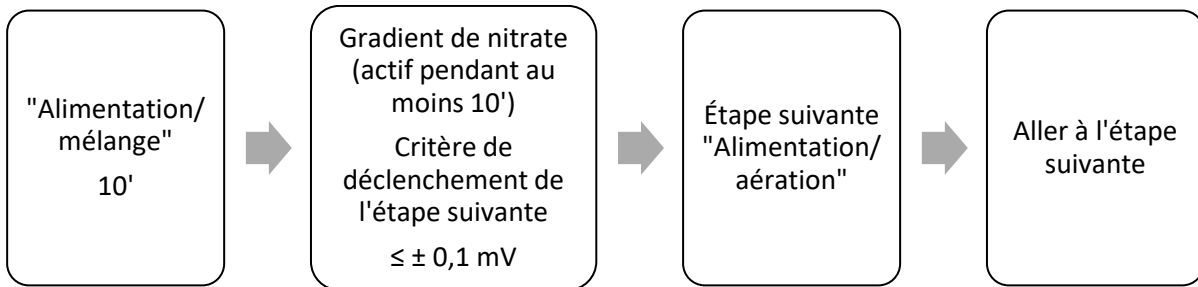 "Alimentation/
mélange"
10'
Gradient de nitrate
(actif pendant au
moins 10')
Critère de
déclenchement de
l'étape suivante
≤ ± 0,1 mV
Étape suivante
"Alimentation/
aération"
Aller à l'étape
suivante